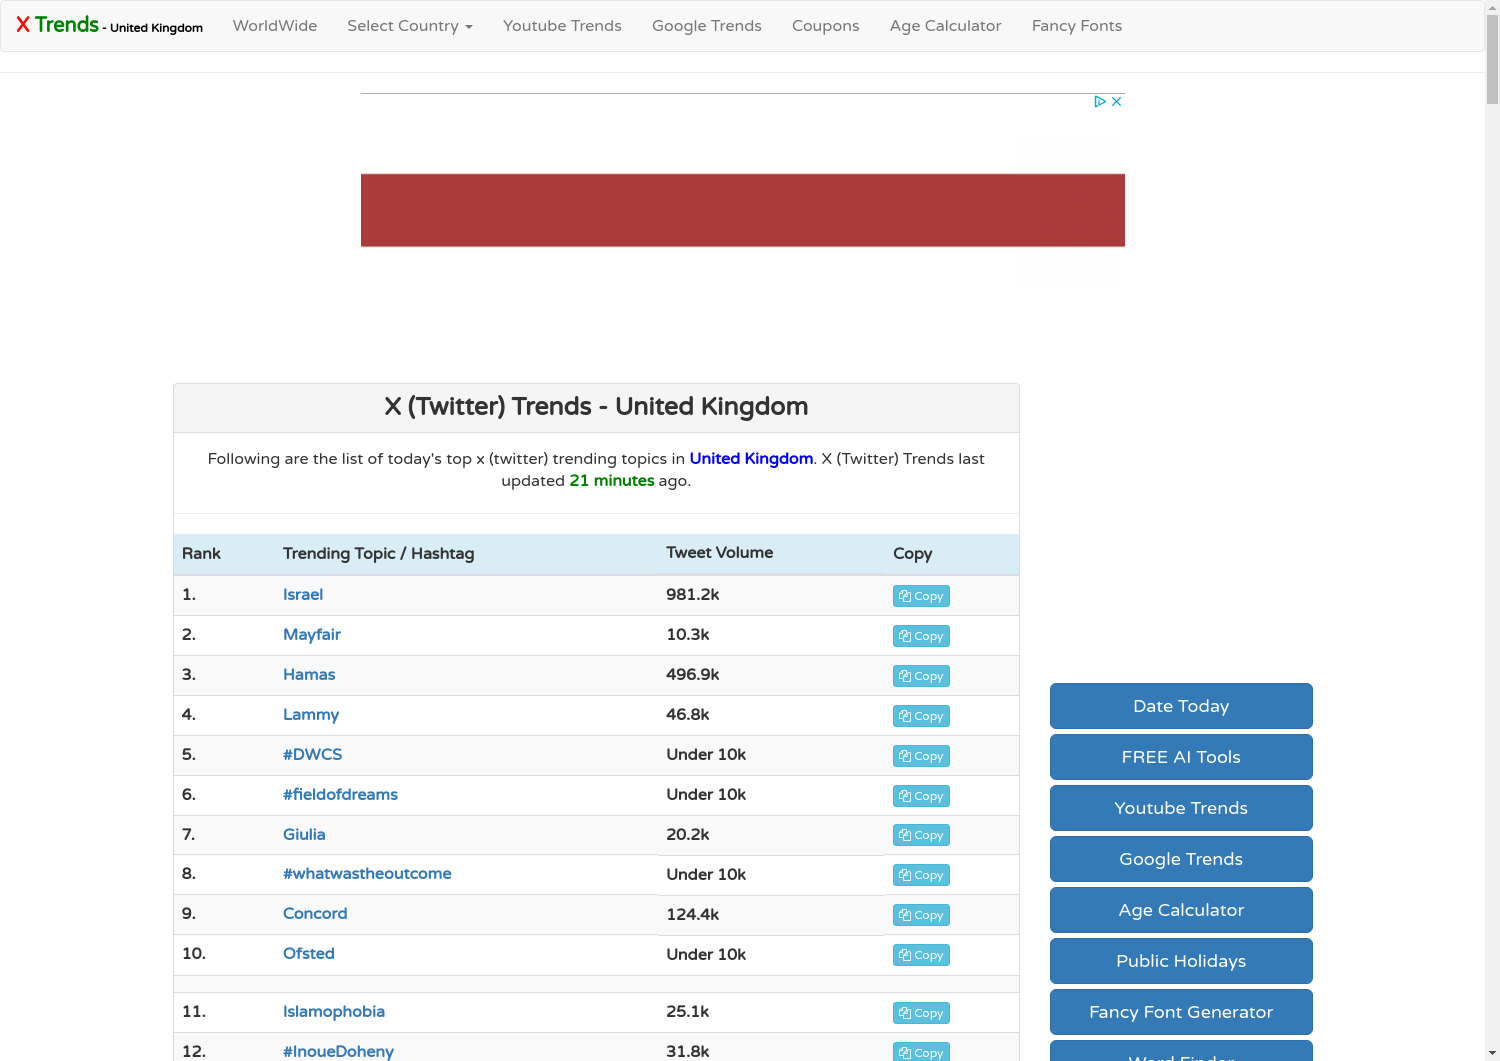 X Trends - United Kingdom
WorldWide
Select Country
Youtube Trends
Google Trends
Coupons
Age Calculator
Fancy Fonts
X (Twitter) Trends - United Kingdom
Following are the list of today's top x (twitter) trending topics in United Kingdom. X (Twitter) Trends last
updated 21 minutes ago.
Rank Trending Topic / Hashtag Tweet Volume Copy
1. Israel 981.2k Copy
2. Mayfair 10.3k Copy
3. Hamas 496.9k Copy
4. Lammy 46.8k Copy
5. #DWCS Under 10k Copy
6. #fieldofdreams Under 10k Copy
7. Giulia 20.2k Copy
8. #whatwastheoutcome Under 10k Copy
9. Concord 124.4k Copy
10. Ofsted Under 10k Copy
11. Islamophobia 25.1k Copy
12. #InoueDoheny 31.8k Copy
Date Today
FREE AI Tools
Youtube Trends
Google Trends
Age Calculator
Public Holidays
Fancy Font Generator
Word Finder